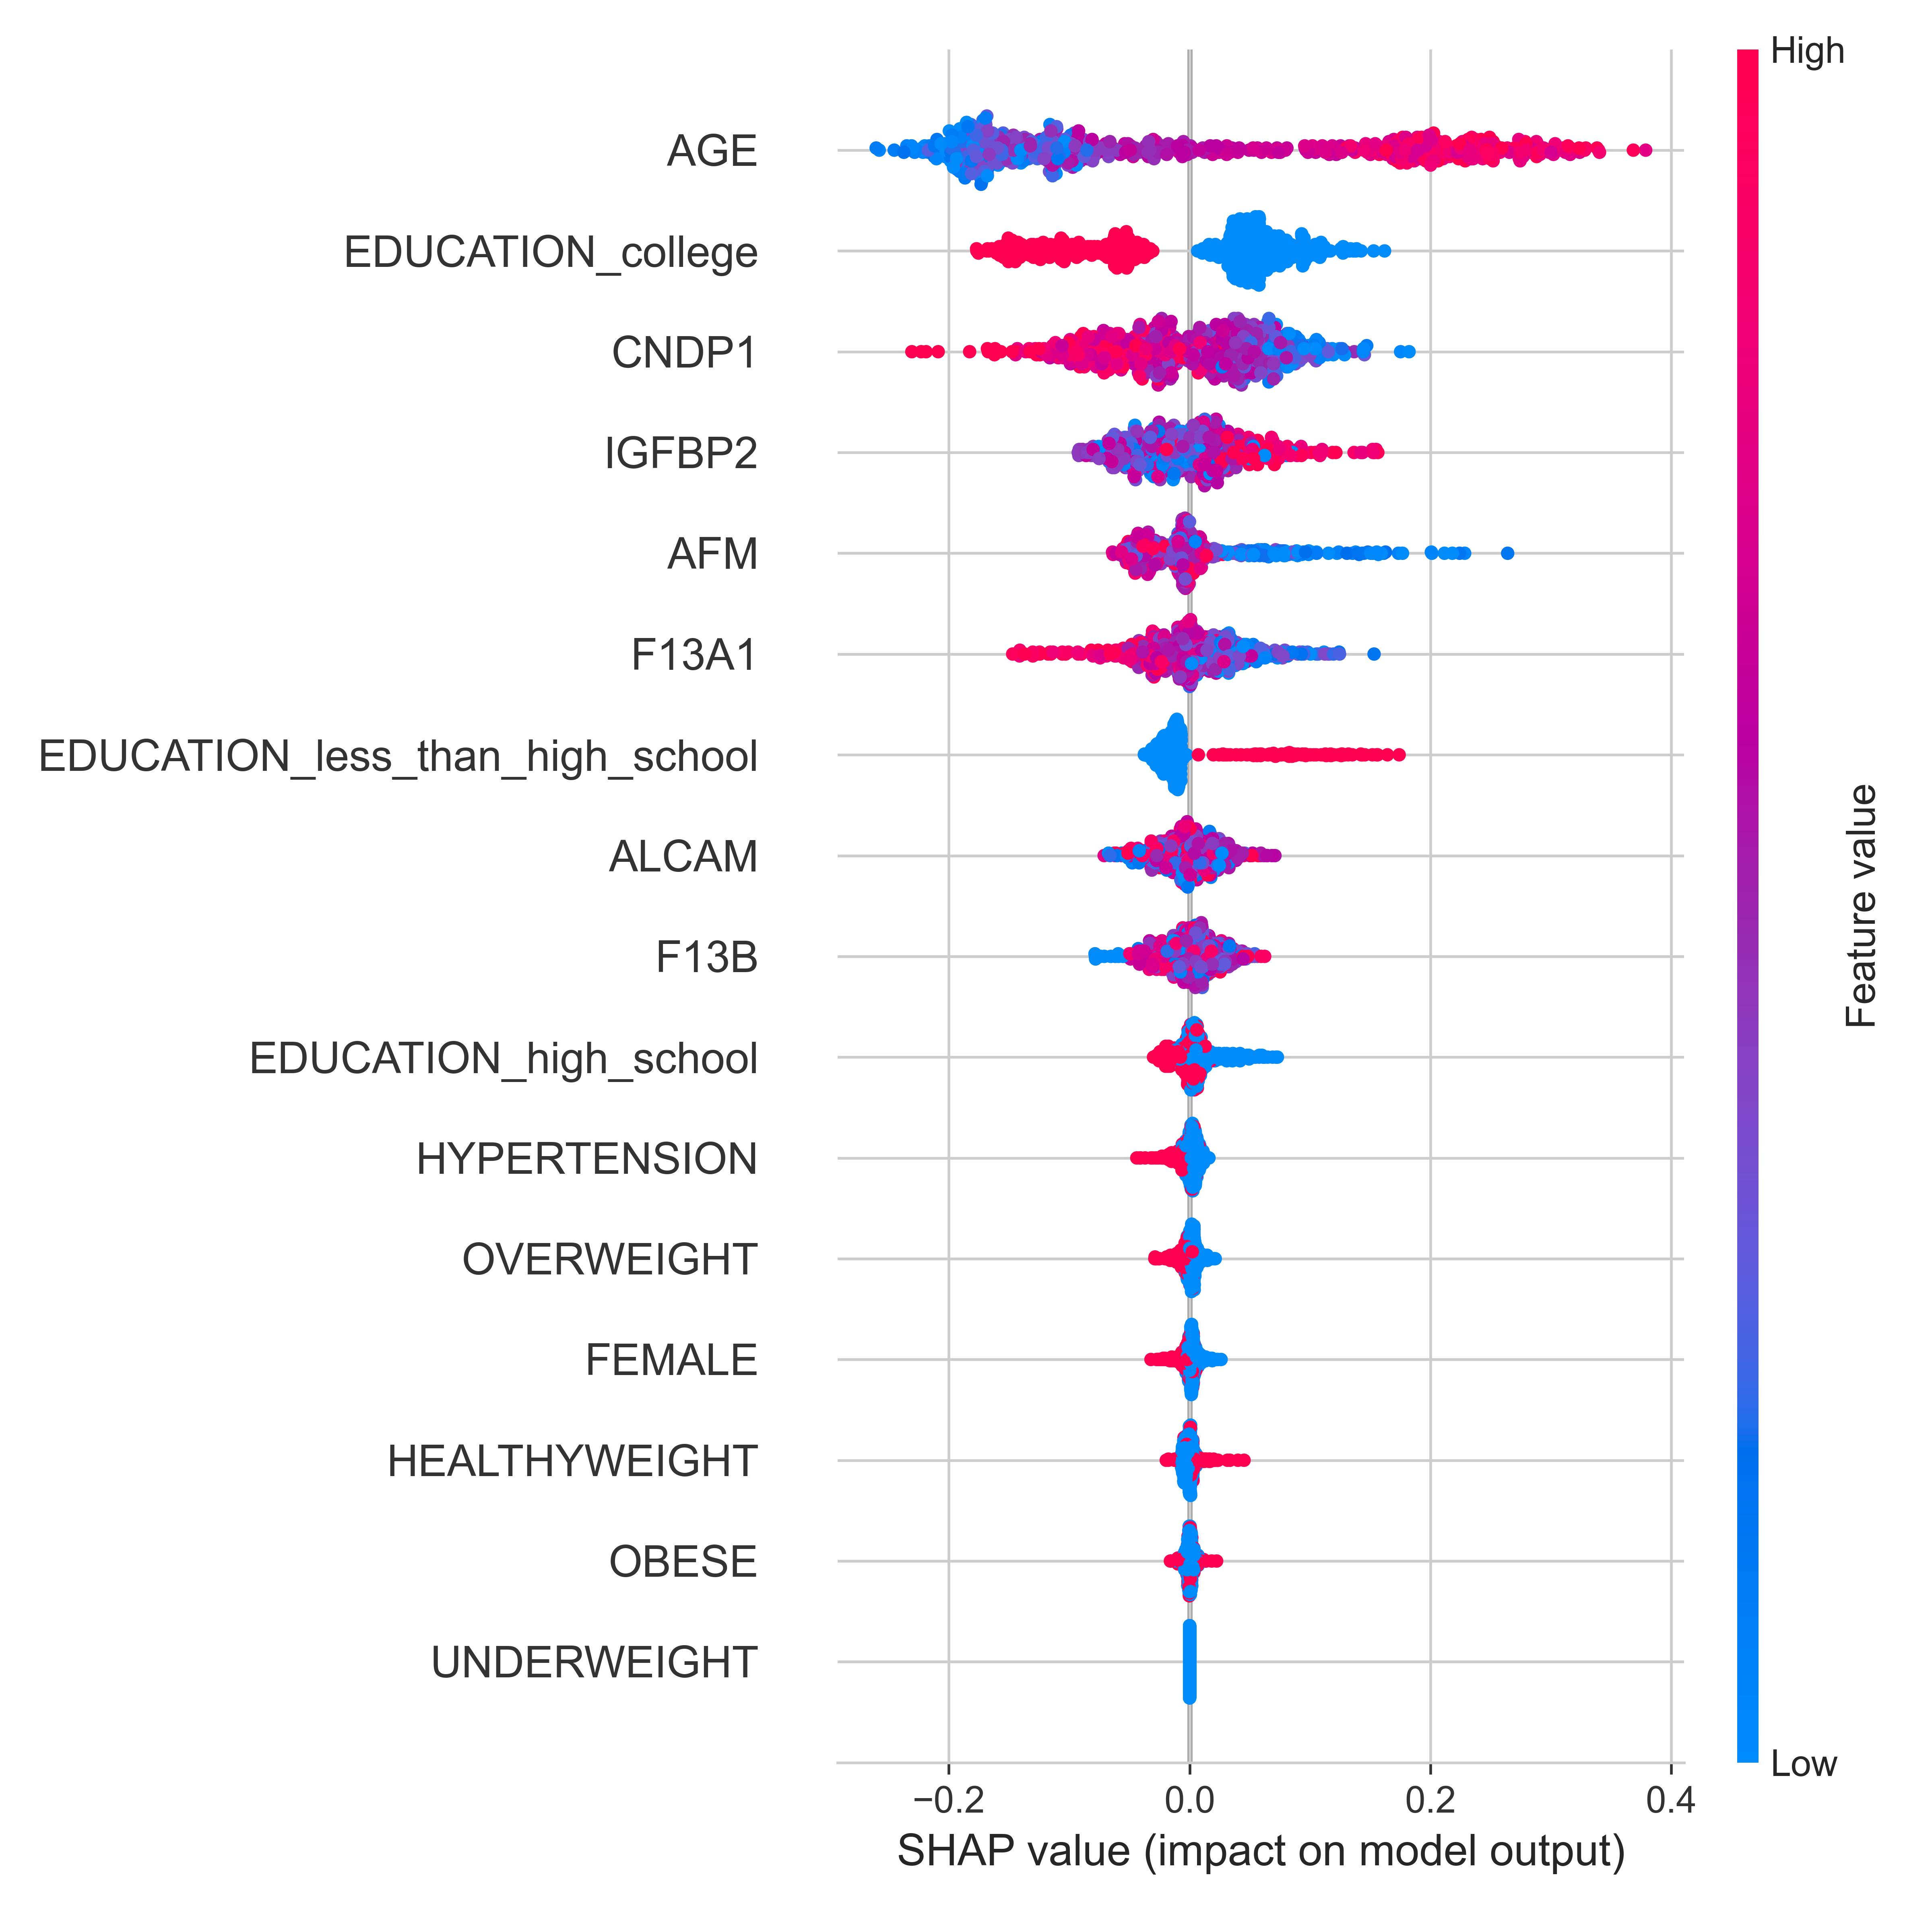 High
AGE
EDUCATION_college
CNDP1
IGFBP2
AFM
F13A1
EDUCATION_less_than_high_school
ALCAM
F13B
EDUCATION_high_school
HYPERTENSION
OVERWEIGHT
FEMALE
HEALTHYWEIGHT
OBESE
UNDERWEIGHT
Feature value
Low
−0.2 0.0 0.2 0.4
SHAP value (impact on model output)